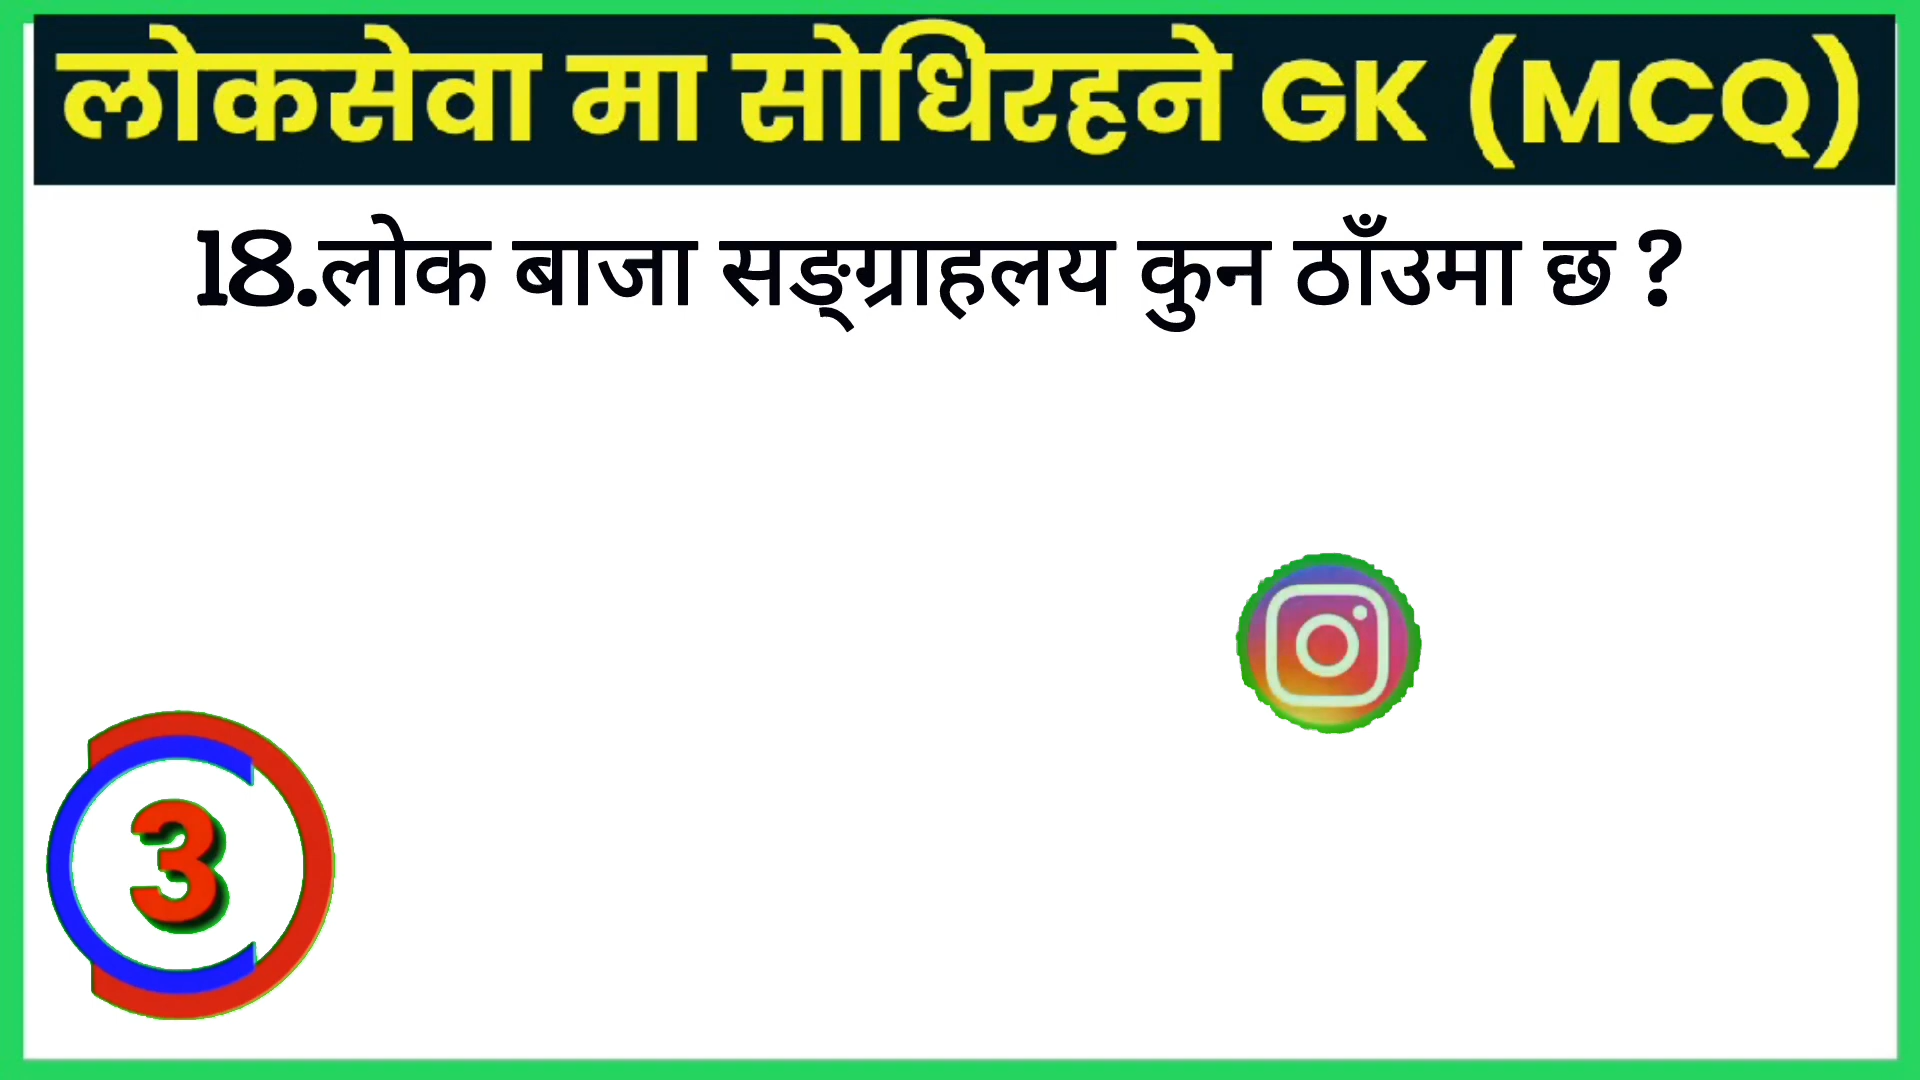 लोकसेवा मा सोधिरहने GK (MCQ)
18.लोक बाजा सङ्ग्राहलय कुन ठाँउमा छ ?
3